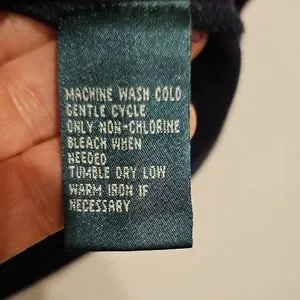 MACHINE WASH COLD
GENTLE CYCLE
ONLY NON-CHLORINE
BLEACH WHEN
NEEDED
TUMBLE DRY LOW
WARM IRON IF
NECESSARY